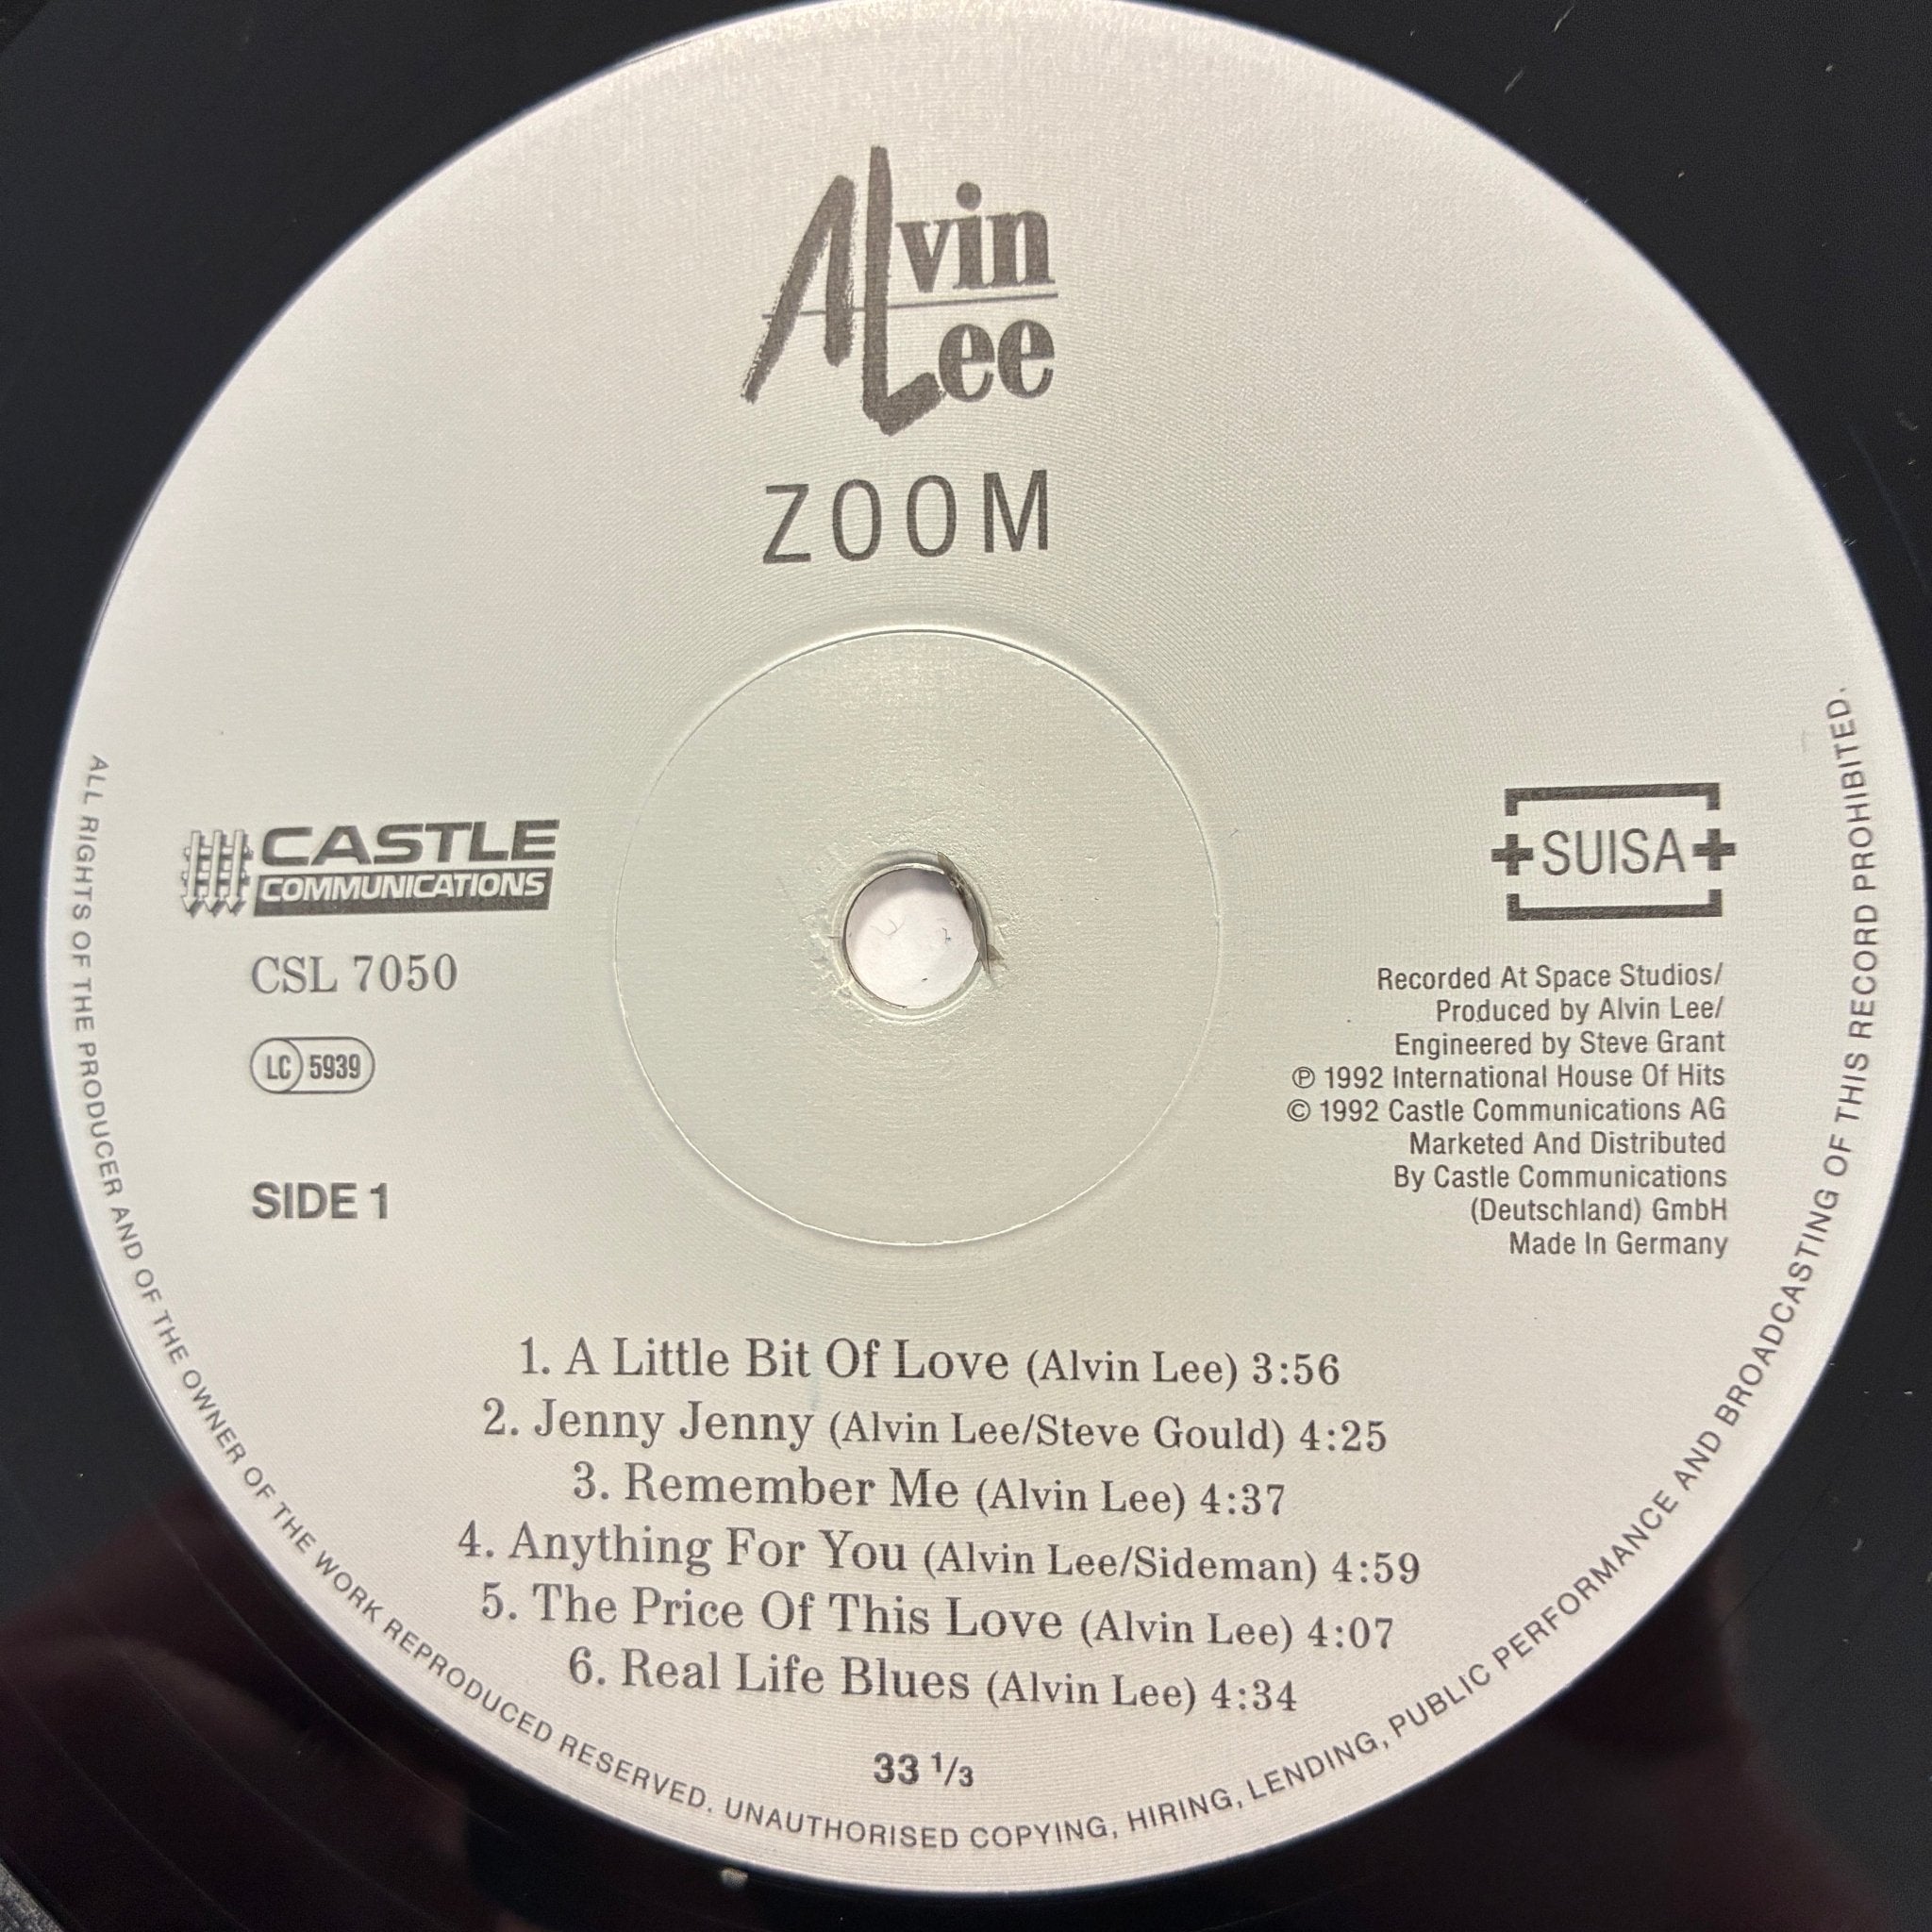 Alvin
Lee
ZOOM
CASTLE
COMMUNICATIONS
CSL 7050
LC 5939
SIDE 1
+SUISA+
Recorded At Space Studios/
Produced by Alvin Lee/
Engineered by Steve Grant
℗ 1992 International House Of Hits
© 1992 Castle Communications AG
Marketed And Distributed
By Castle Communications
(Deutschland) GmbH
Made In Germany
1. A Little Bit Of Love (Alvin Lee) 3:56
2. Jenny Jenny (Alvin Lee/Steve Gould) 4:25
3. Remember Me (Alvin Lee) 4:37
4. Anything For You (Alvin Lee/Sideman) 4:59
5. The Price Of This Love (Alvin Lee) 4:07
6. Real Life Blues (Alvin Lee) 4:34
33 1/3
ALL RIGHTS OF THE PRODUCER AND OF THE OWNER OF THE WORK REPRODUCED RESERVED. UNAUTHORISED COPYING, HIRING, LENDING, PUBLIC PERFORMANCE AND BROADCASTING OF THIS RECORD PROHIBITED.